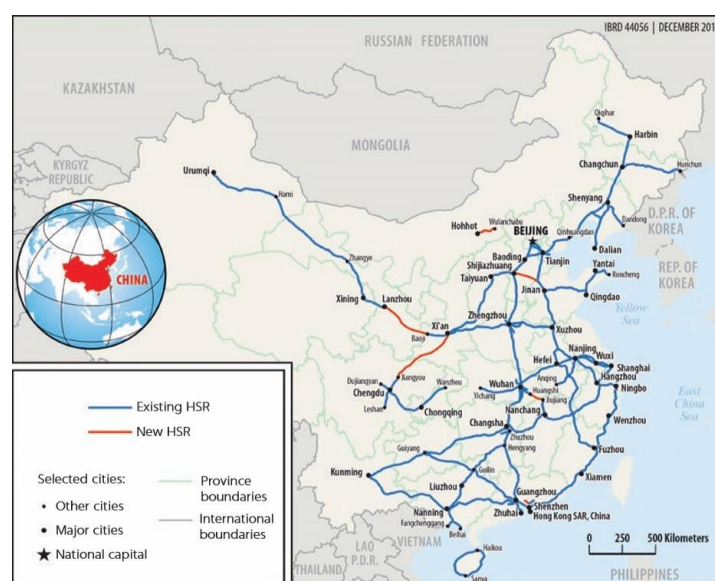 IBRD 44056 | DECEMBER 201
RUSSIAN FEDERATION
KAZAKHSTAN
MONGOLIA
KYRGYZ
REPUBLIC
Qiqihar
Harbin
Changchun
Hunchun
Urumqi
Hami
Shenyang
Dandong
D.P.R. OF
KOREA
Hohhot
Wulanchabu
BEIJING
Qinhuangdao
Dalian
Zhangye
Baoding
Tianjin
Shijiazhuang
Yantai
Rongcheng
REP. OF
KOREA
Taiyuan
Jinan
Qingdao
Yellow
Sea
CHINA
Xining
Lanzhou
Baoji
Xi'an
Zhengzhou
Xuzhou
Nanjing
Hefei
Wuxi
Shanghai
Dujiangyan
Jiangyou
Wanzhou
Wuhan
Anqing
Hangzhou
Ningbo
Chengdu
Yichang
Huangshi
Jiujiang
East
China
Sea
Leshan
Chongqing
Nanchang
Wenzhou
Changsha
Zhuzhou
Hengyang
Fuzhou
Guiyang
Guilin
Xiamen
Kunming
Liuzhou
Guangzhou
Nanning
Shenzhen
Zhuhai
Hong Kong SAR, China
Fangchenggang
Beihai
Haikou
Sanya
VIETNAM
LAO
P.D.R.
THAILAND
PHILIPPINES
0 250 500 Kilometers
Existing HSR
New HSR
Selected cities:
Other cities
Major cities
National capital
Province
boundaries
International
boundaries